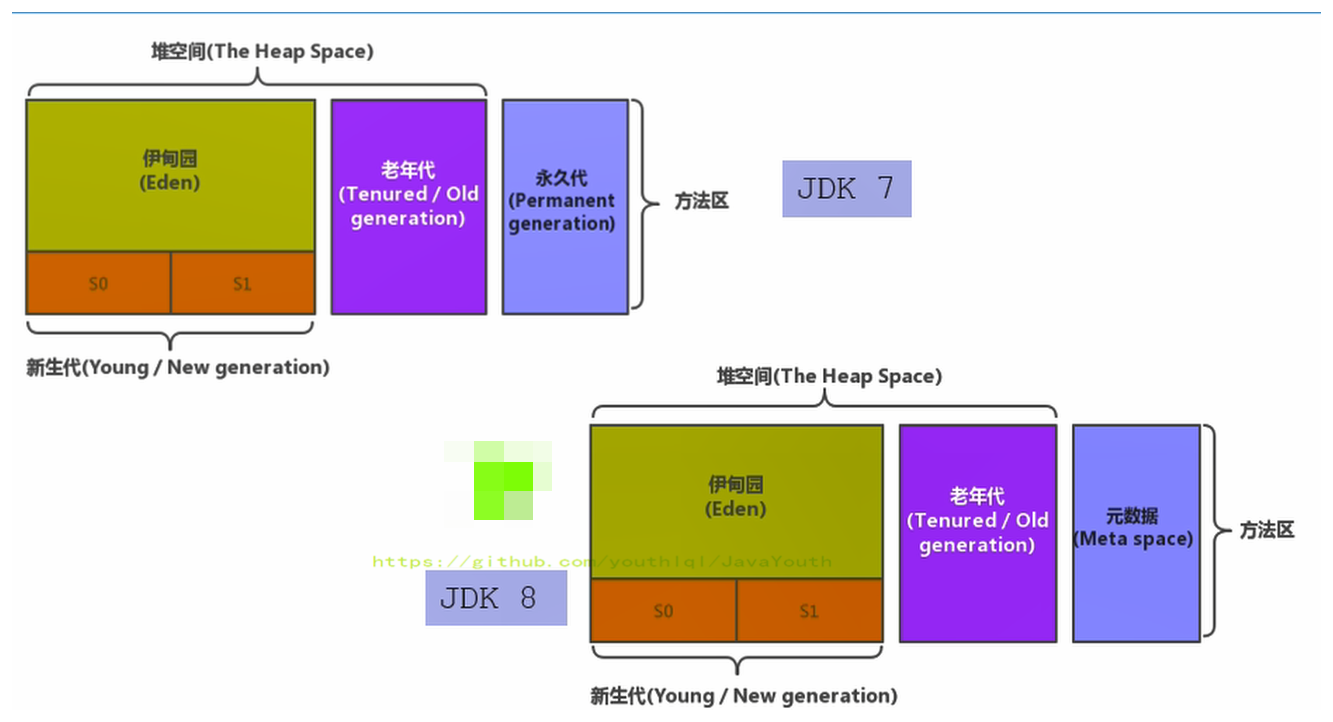 堆空间(The Heap Space)
伊甸园
(Eden)
老年代
(Tenured / Old
generation)
永久代
(Permanent
generation)
方法区
JDK 7
S0
S1
新生代(Young / New generation)
堆空间(The Heap Space)
伊甸园
(Eden)
老年代
(Tenured / Old
generation)
元数据
(Meta space)
方法区
https://github.com/youthlql/JavaYouth
JDK 8
S0
S1
新生代(Young / New generation)